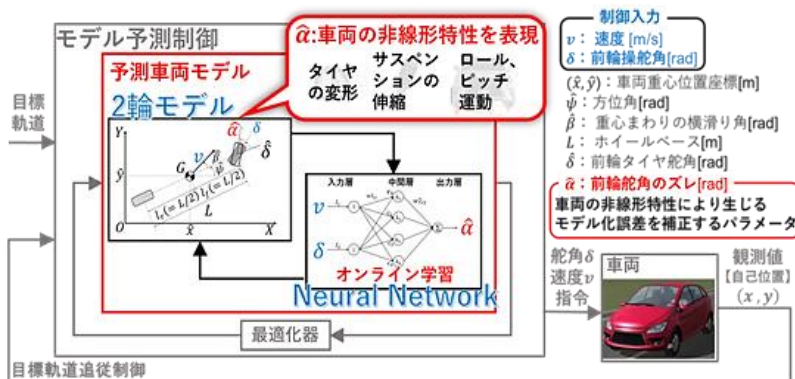 モデル予測制御
α̂:車両の非線形特性を表現
タイヤの変形
サスペンションの伸縮
ロール、ピッチ運動
予測車両モデル
2輪モデル
目標軌道
Y
v
α̂
δ
δ̂
G
ŷ
l_r(= L/2)
l_f(= L/2)
L
O
x̂
X
入力層
中間層
出力層
v
δ
α̂
オンライン学習
Neural Network
最適化器
目標軌道追従制御
制御入力
v: 速度 [m/s]
δ: 前輪操舵角[rad]
(x̂,ŷ): 車両重心位置座標[m]
ψ̂: 方位角[rad]
β̂: 重心まわりの横滑り角[rad]
L: ホイールベース[m]
δ̂: 前輪タイヤ舵角[rad]
α̂: 前輪舵角のズレ[rad]
車両の非線形特性により生じる
モデル化誤差を補正するパラメータ
舵角δ
速度v
指令
車両
観測値
【自己位置】
(x, y)